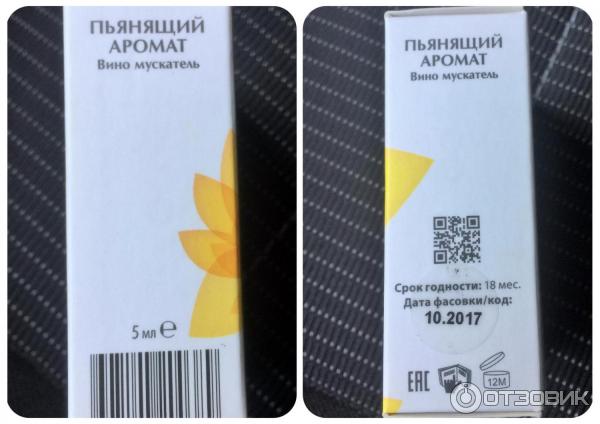 ПЬЯНЯЩИЙ
АРОМАТ
Вино мускатель
5 мл е
ПЬЯНЯЩИЙ
АРОМАТ
Вино мускатель
Срок годности: 18 мес.
Дата фасовки/код:
10.2017
ЕАС
12М
ОТЗОВИК